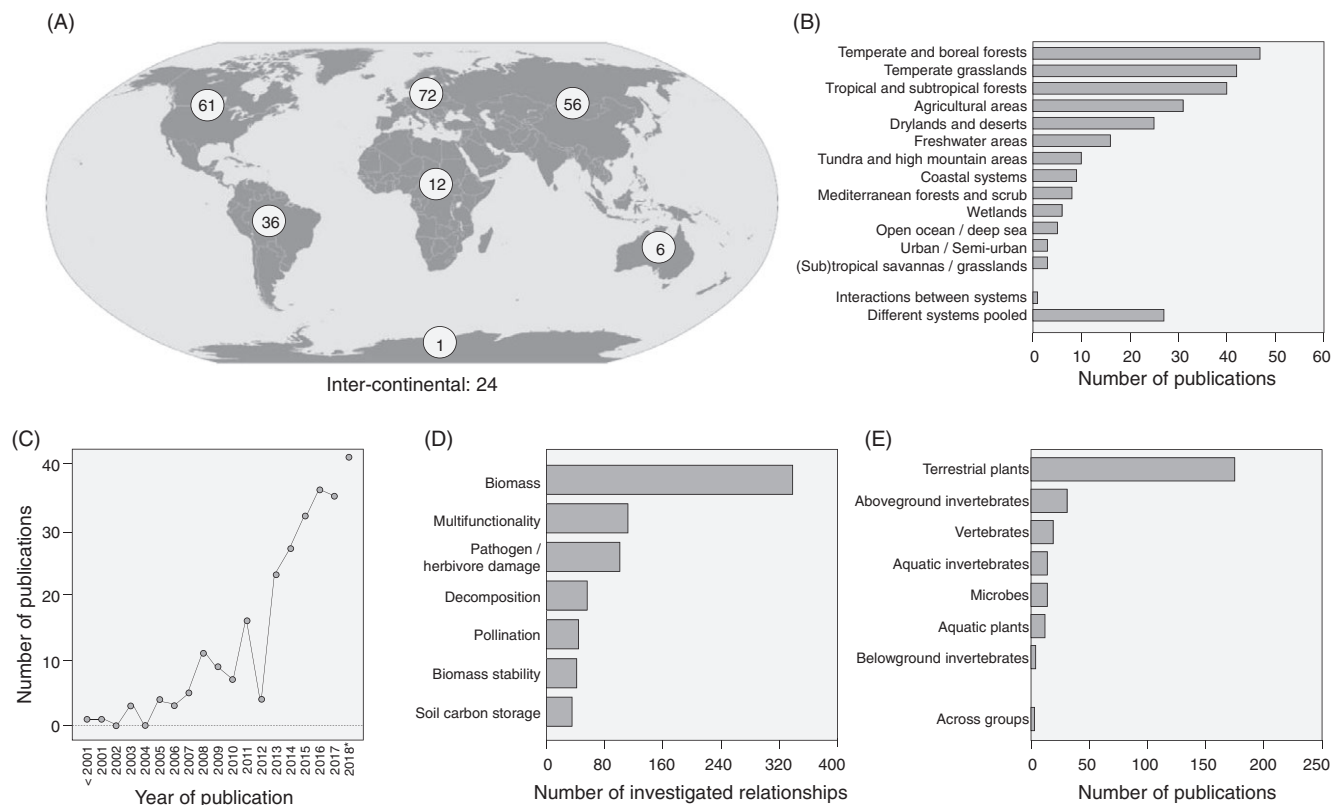 (A)
61
72
56
12
36
6
1
Inter-continental: 24
(B)
Temperate and boreal forests
Temperate grasslands
Tropical and subtropical forests
Agricultural areas
Drylands and deserts
Freshwater areas
Tundra and high mountain areas
Coastal systems
Mediterranean forests and scrub
Wetlands
Open ocean / deep sea
Urban / Semi-urban
(Sub)tropical savannas / grasslands
Interactions between systems
Different systems pooled
0 10 20 30 40 50 60
Number of publications
(C)
Number of publications
40
30
20
10
0
< 2001
2001
2002
2003
2004
2005
2006
2007
2008
2009
2010
2011
2012
2013
2014
2015
2016
2017
2018*
Year of publication
(D)
Biomass
Multifunctionality
Pathogen /
herbivore damage
Decomposition
Pollination
Biomass stability
Soil carbon storage
0 80 160 240 320 400
Number of investigated relationships
(E)
Terrestrial plants
Aboveground invertebrates
Vertebrates
Aquatic invertebrates
Microbes
Aquatic plants
Belowground invertebrates
Across groups
0 50 100 150 200 250
Number of publications